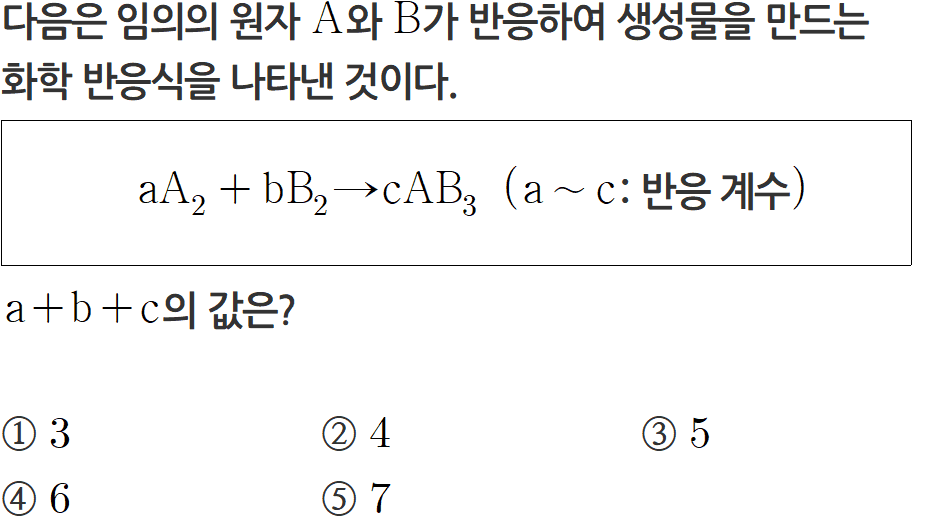 다음은 임의의 원자 A와 B가 반응하여 생성물을 만드는
화학 반응식을 나타낸 것이다.
aA₂ + bB₂ → cAB₃ (a ~ c: 반응 계수)
a+b+c의 값은?
① 3 ② 4 ③ 5
④ 6 ⑤ 7